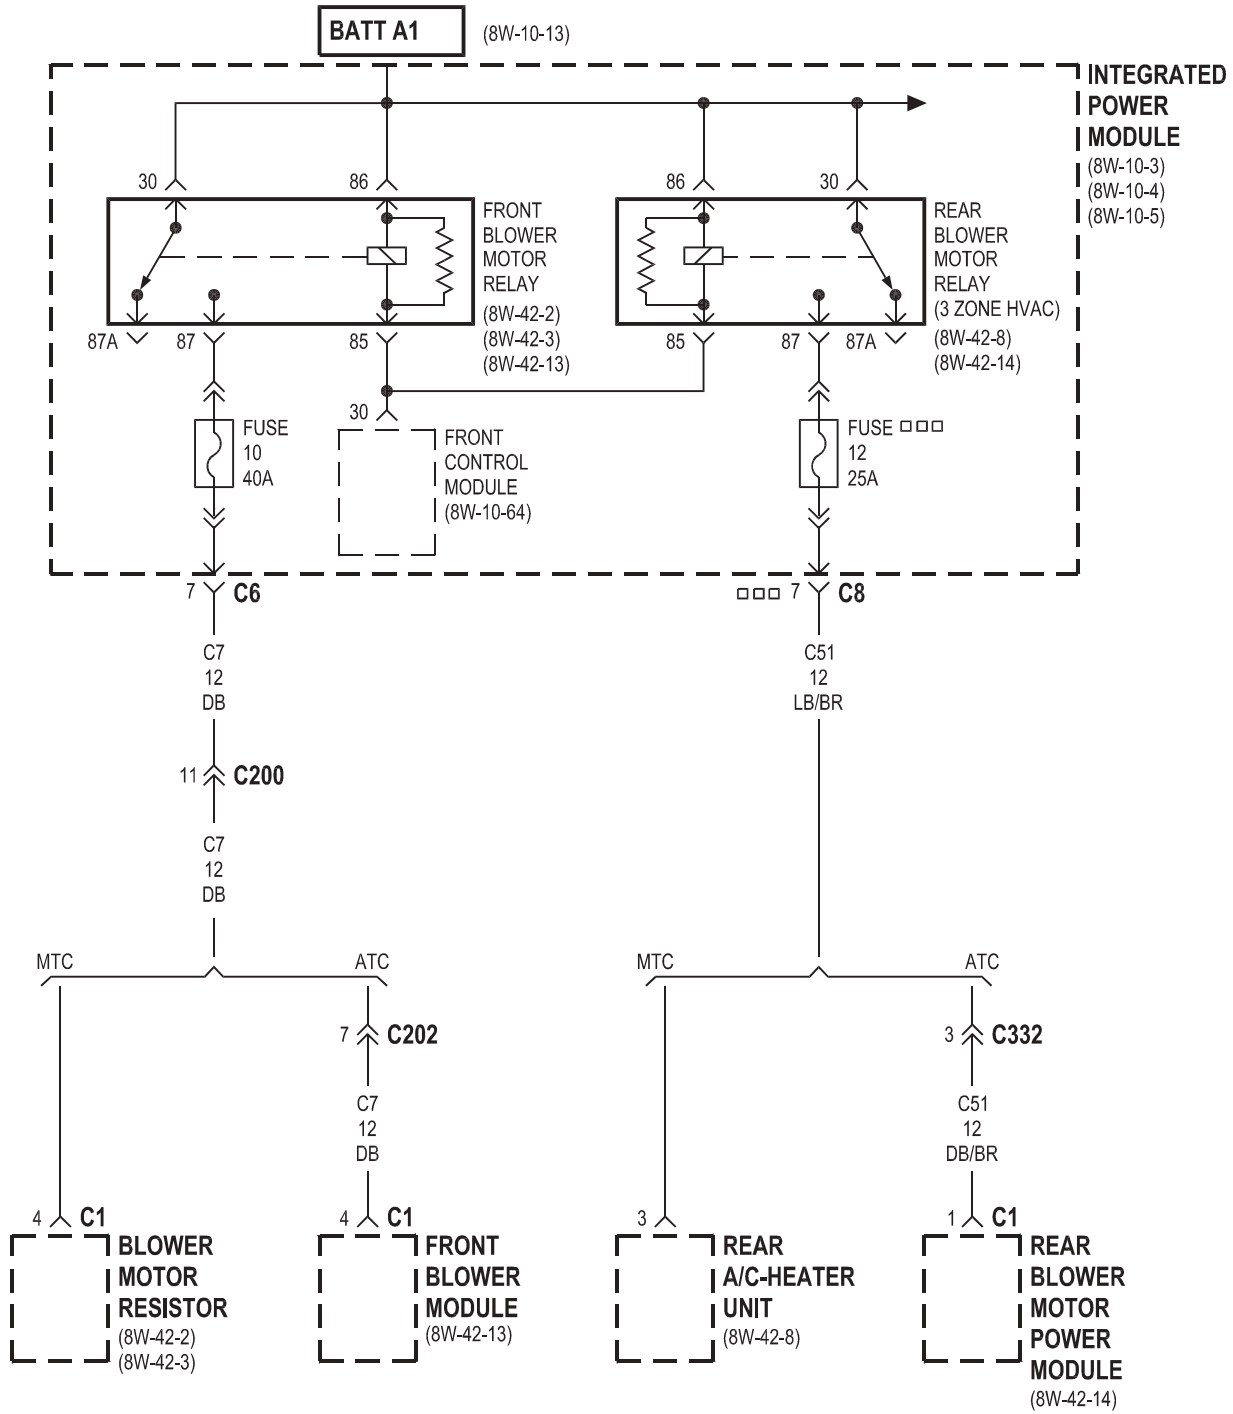 BATT A1
(8W-10-13)
INTEGRATED
POWER
MODULE
(8W-10-3)
(8W-10-4)
(8W-10-5)
30
86
86
30
FRONT
BLOWER
MOTOR
RELAY
(8W-42-2)
(8W-42-3)
(8W-42-13)
REAR
BLOWER
MOTOR
RELAY
(3 ZONE HVAC)
(8W-42-8)
(8W-42-14)
87A
87
85
85
87
87A
30
FUSE
10
40A
FRONT
CONTROL
MODULE
(8W-10-64)
FUSE □□□
12
25A
7
C6
□□□ 7
C8
C7
12
DB
C51
12
LB/BR
11
C200
C7
12
DB
MTC
ATC
MTC
ATC
7
C202
3
C332
C7
12
DB
C51
12
DB/BR
4
C1
4
C1
3
1
C1
BLOWER
MOTOR
RESISTOR
(8W-42-2)
(8W-42-3)
FRONT
BLOWER
MODULE
(8W-42-13)
REAR
A/C-HEATER
UNIT
(8W-42-8)
REAR
BLOWER
MOTOR
POWER
MODULE
(8W-42-14)